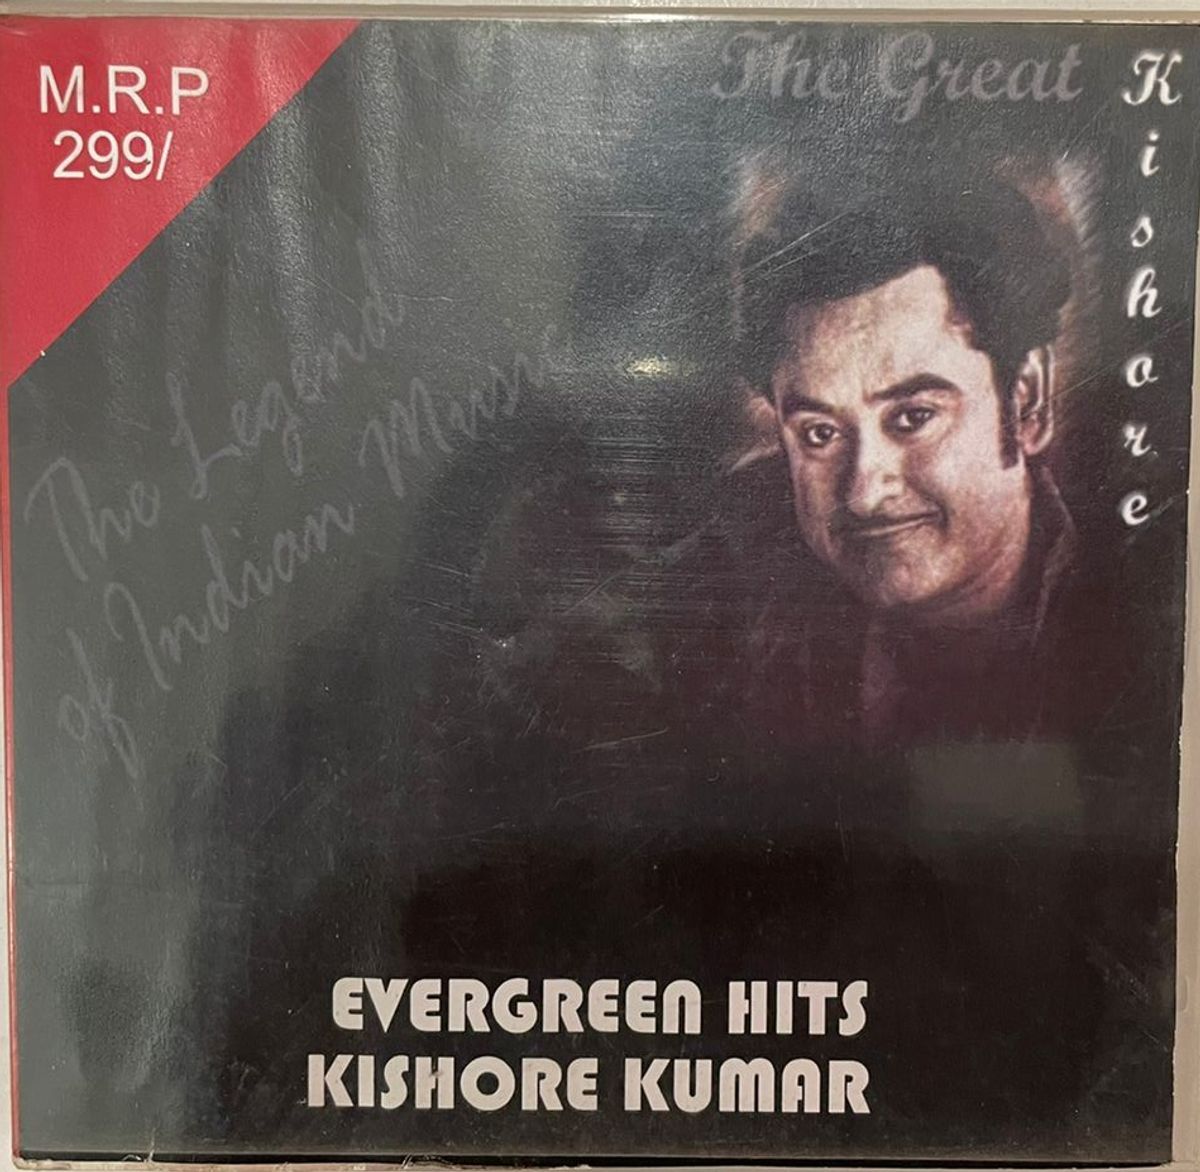 M.R.P
299/
The Great
Kishore
The Legend
of Indian Music
EVERGREEN HITS
KISHORE KUMAR